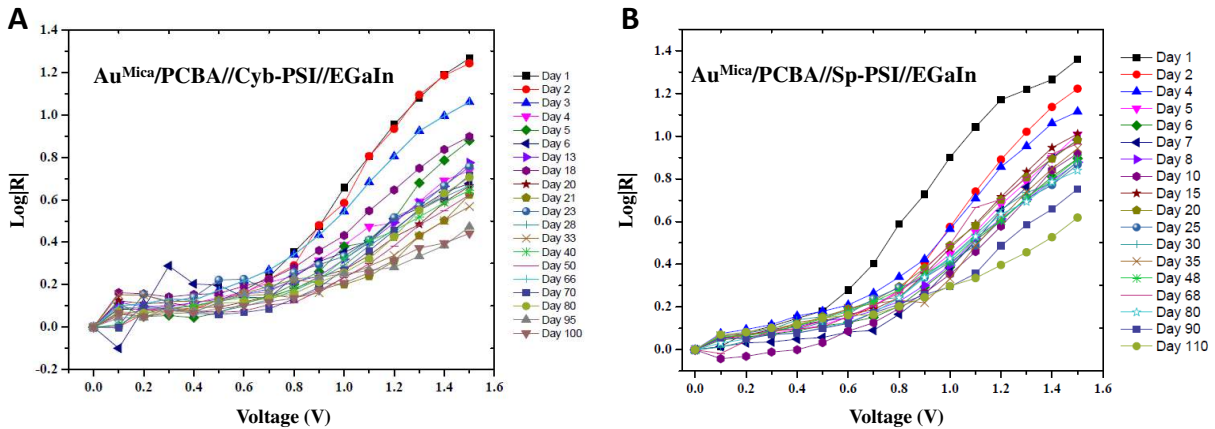 A
Au^Mica/PCBA//Cyb-PSI//EGaIn
Log|R|
1.4
1.2
1.0
0.8
0.6
0.4
0.2
0.0
-0.2
0.0 0.2 0.4 0.6 0.8 1.0 1.2 1.4 1.6
Voltage (V)
Day 1
Day 2
Day 3
Day 4
Day 5
Day 6
Day 13
Day 18
Day 20
Day 21
Day 23
Day 28
Day 33
Day 40
Day 50
Day 66
Day 70
Day 80
Day 95
Day 100
B
Au^Mica/PCBA//Sp-PSI//EGaIn
Log|R|
1.4
1.2
1.0
0.8
0.6
0.4
0.2
0.0
0.0 0.2 0.4 0.6 0.8 1.0 1.2 1.4 1.6
Voltage (V)
Day 1
Day 2
Day 4
Day 5
Day 6
Day 7
Day 8
Day 10
Day 15
Day 20
Day 25
Day 30
Day 35
Day 48
Day 68
Day 80
Day 90
Day 110